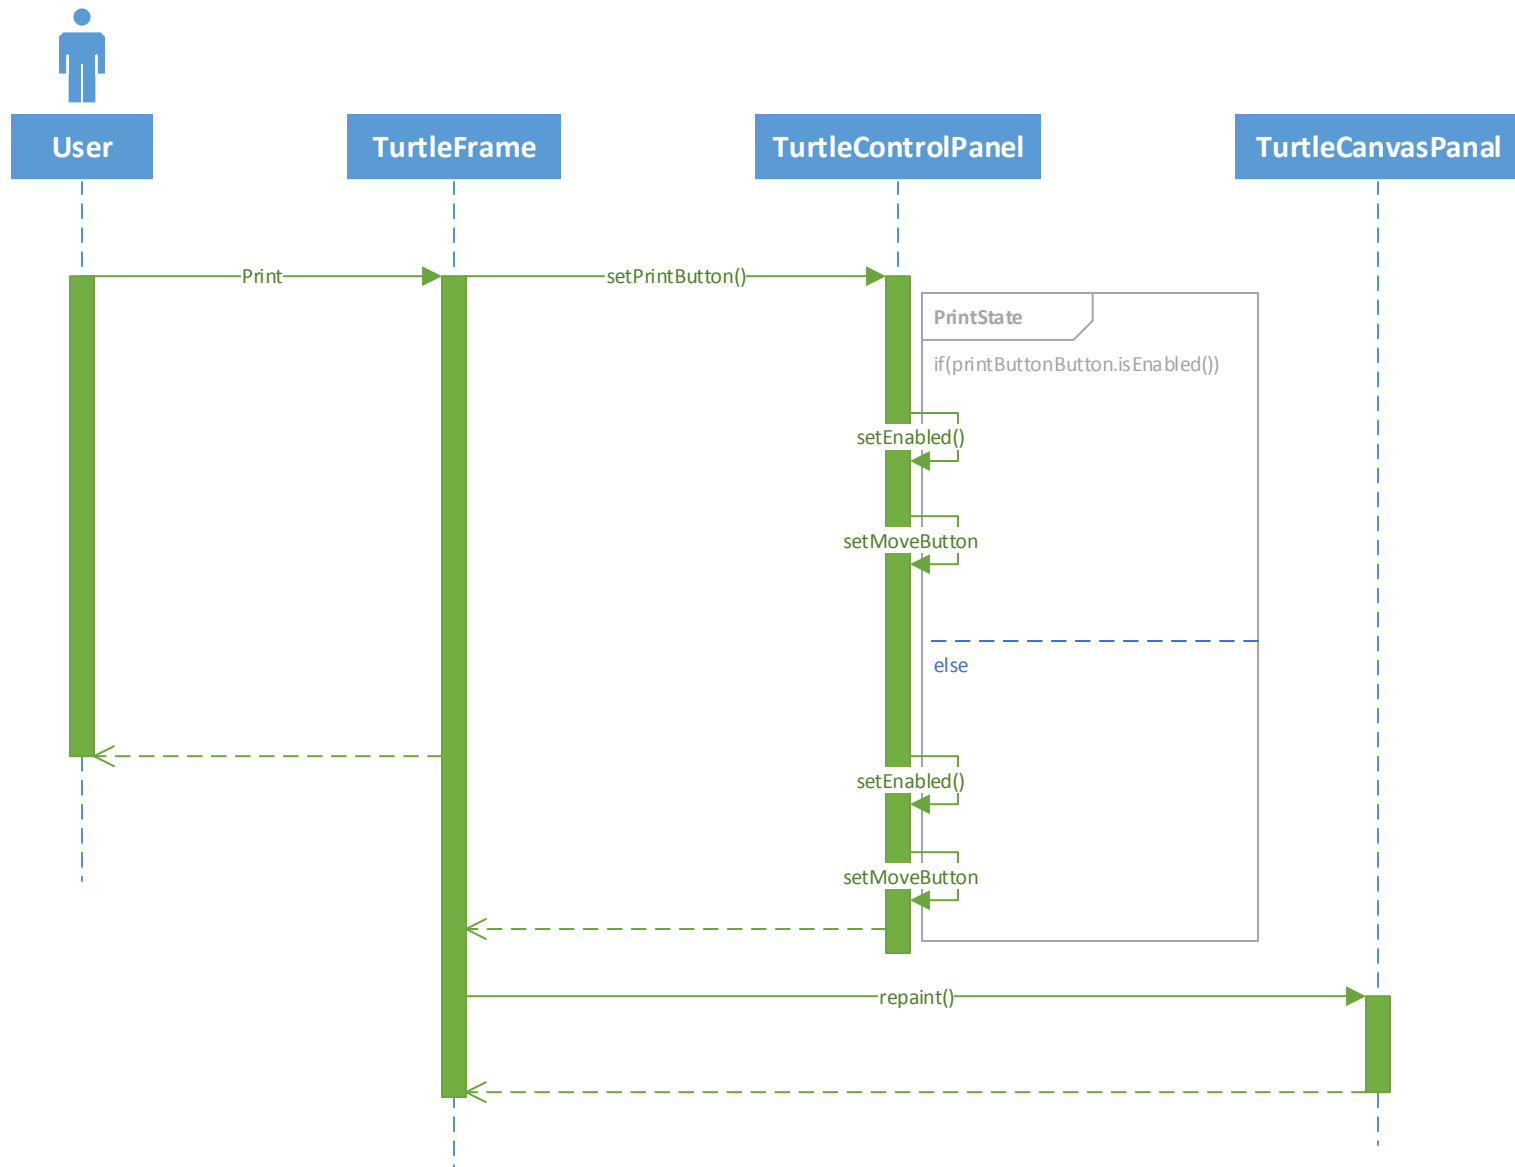 User
TurtleFrame
TurtleControlPanel
TurtleCanvasPanal
Print
setPrintButton()
PrintState
if(printButtonButton.isEnabled())
setEnabled()
setMoveButton
else
setEnabled()
setMoveButton
repaint()